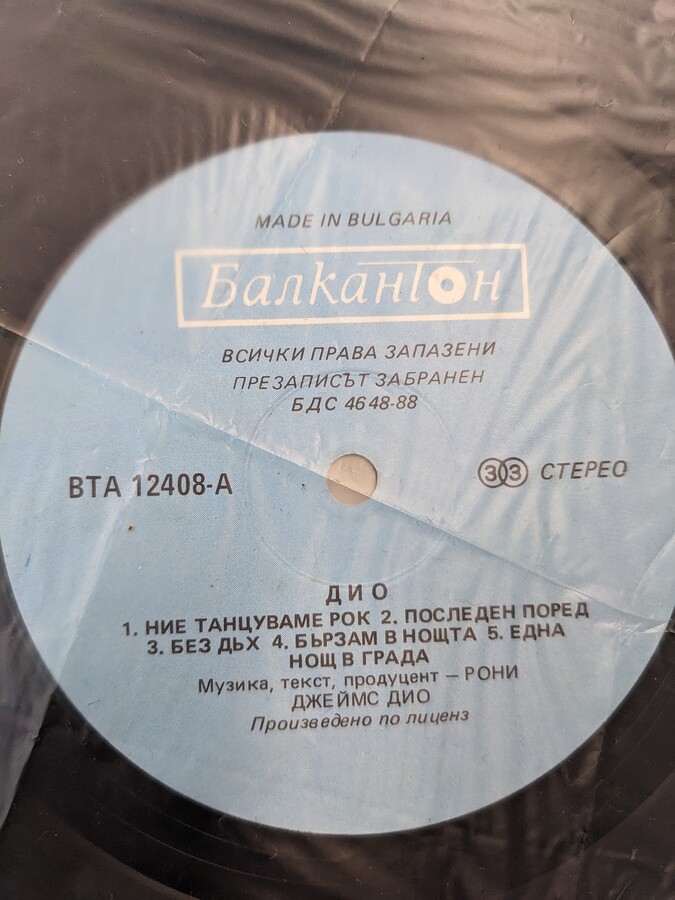 MADE IN BULGARIA
Балкантон
ВСИЧКИ ПРАВА ЗАПАЗЕНИ
ПРЕЗАПИСЪТ ЗАБРАНЕН
БДС 4648-88
ВТА 12408-А
33 СТЕРЕО
ДИО
1. НИЕ ТАНЦУВАМЕ РОК 2. ПОСЛЕДЕН ПОРЕД
3. БЕЗ ДЬХ 4. БЬРЗАМ В НОЩТА 5. ЕДНА
НОЩ В ГРАДА
Музика, текст, продуцент – РОНИ
ДЖЕЙМС ДИО
Произведено по лиценз